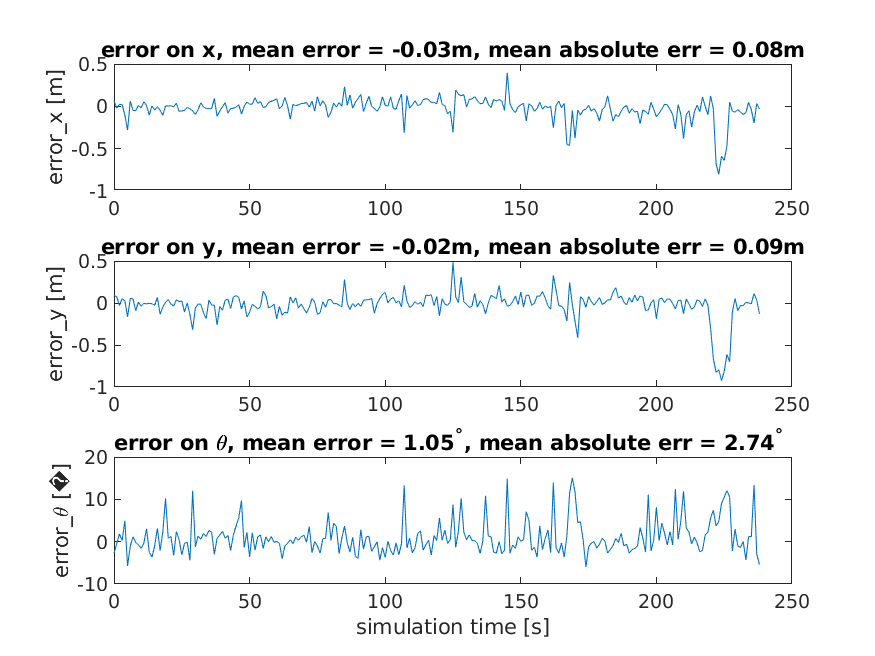 error on x, mean error = -0.03m, mean absolute err = 0.08m
error_x [m]
0.5
0
-0.5
-1
0 50 100 150 200 250
error on y, mean error = -0.02m, mean absolute err = 0.09m
error_y [m]
0.5
0
-0.5
-1
0 50 100 150 200 250
error on θ, mean error = 1.05°, mean absolute err = 2.74°
error_θ [�]
20
10
0
-10
0 50 100 150 200 250
simulation time [s]